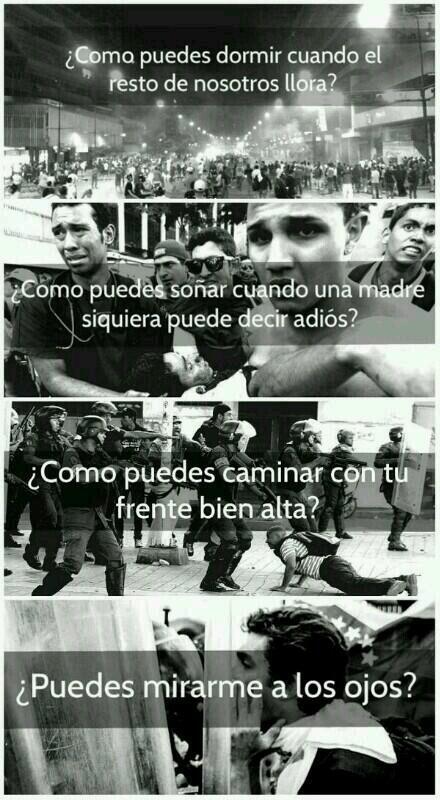 ¿Como puedes dormir cuando el
resto de nosotros llora?
¿Como puedes soñar cuando una madre
siquiera puede decir adiós?
¿Como puedes caminar con tu
frente bien alta?
¿Puedes mirarme a los ojos?